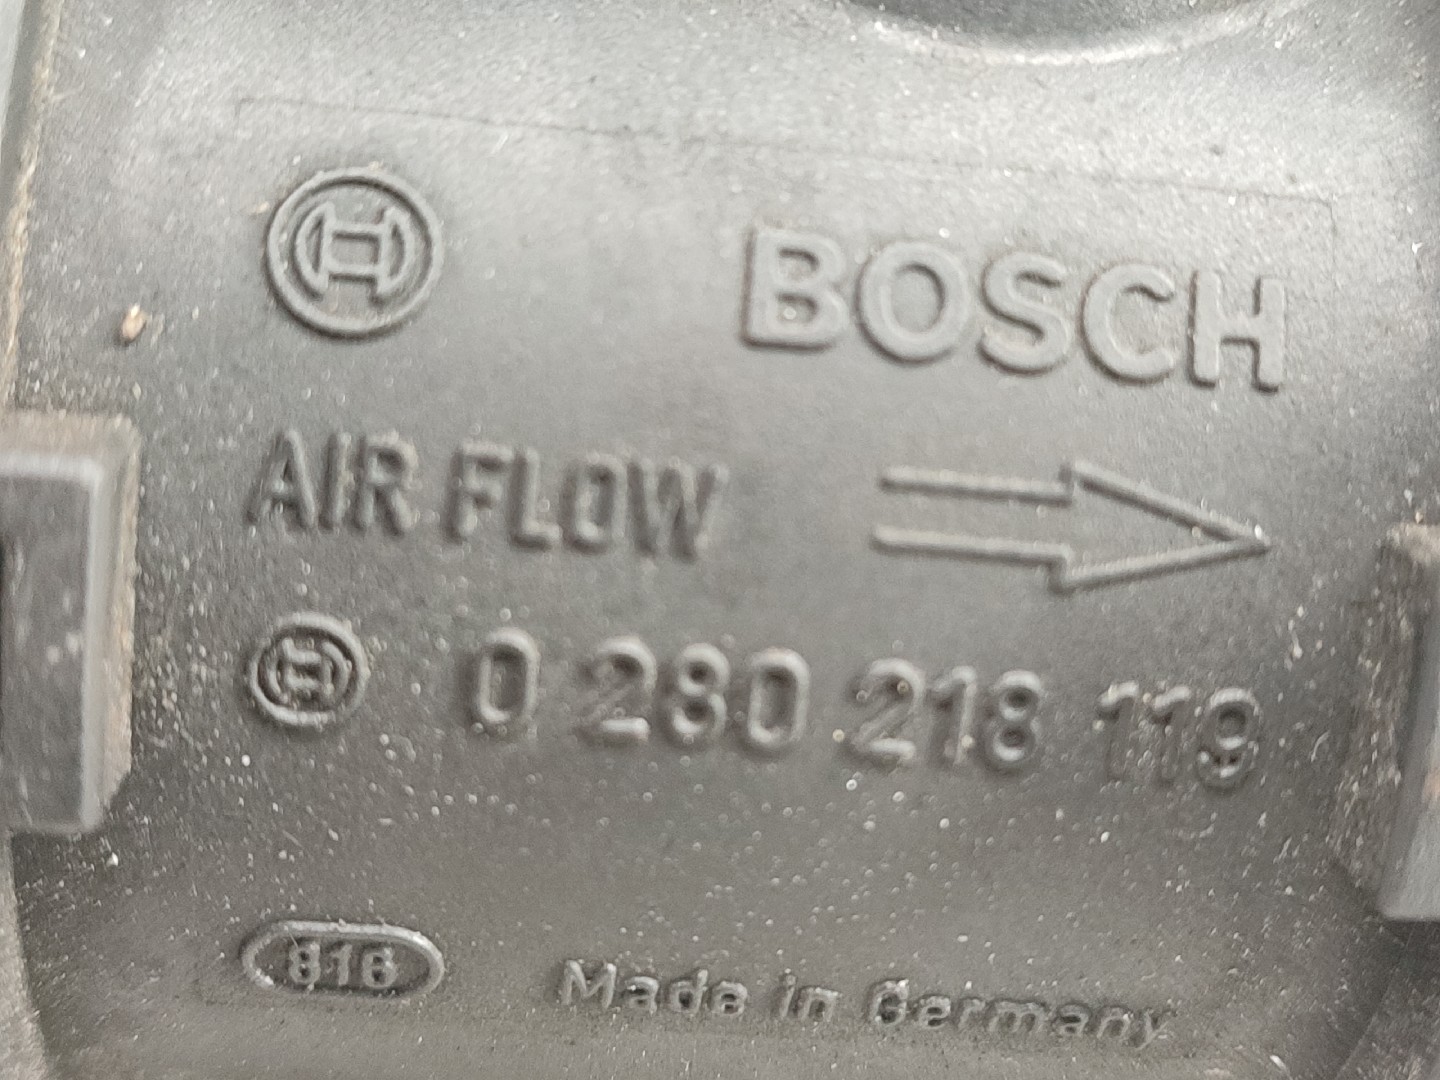 BOSCH
AIR FLOW
0 280 218 119
816
Made in Germany